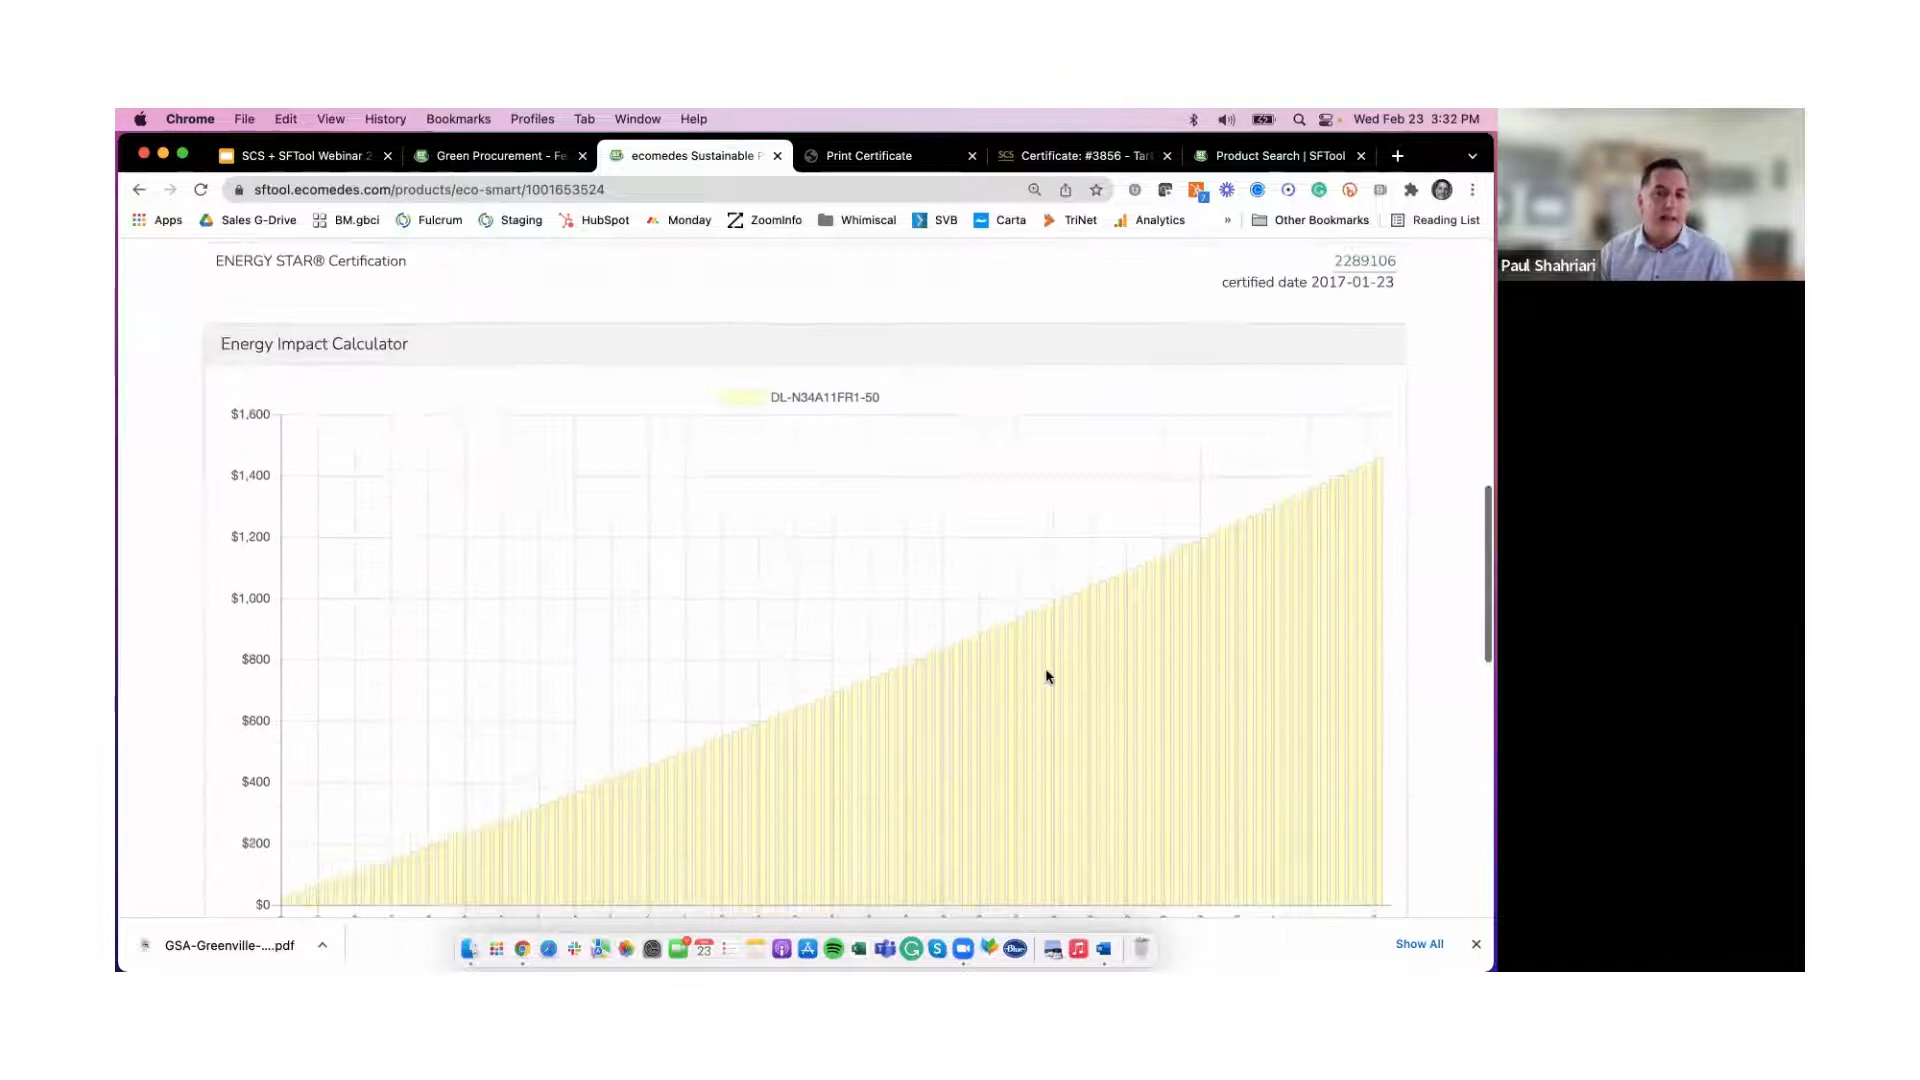 Chrome File Edit View History Bookmarks Profiles Tab Window Help Wed Feb 23 3:32 PM
SCS + SFTool Webinar 2 Green Procurement - Fe ecomedes Sustainable P Print Certificate SCS Certificate: #3856 - Tar Product Search | SFTool
sftool.ecomedes.com/products/eco-smart/1001653524
Apps Sales G-Drive BM.gbci Fulcrum Staging HubSpot Monday ZoomInfo Whimsical SVB Carta TriNet Analytics » Other Bookmarks Reading List
ENERGY STAR® Certification 2289106
certified date 2017-01-23
Paul Shahriari
Energy Impact Calculator
DL-N34A11FR1-50
$1,600
$1,400
$1,200
$1,000
$800
$600
$400
$200
$0
GSA-Greenville-....pdf
23
Show All